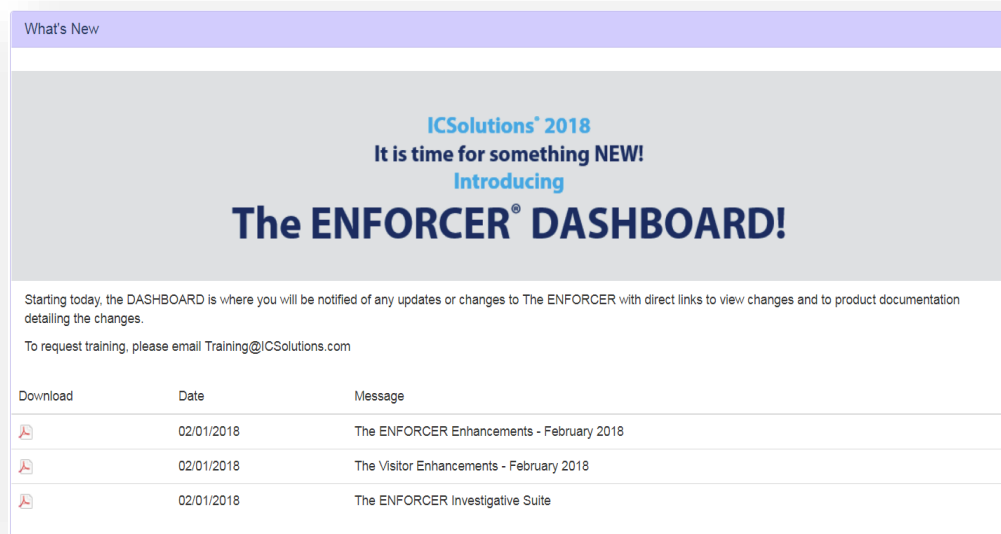 What's New
ICSolutions® 2018
It is time for something NEW!
Introducing
The ENFORCER® DASHBOARD!
Starting today, the DASHBOARD is where you will be notified of any updates or changes to The ENFORCER with direct links to view changes and to product documentation
detailing the changes.
To request training, please email Training@ICSolutions.com
Download Date Message
02/01/2018 The ENFORCER Enhancements - February 2018
02/01/2018 The Visitor Enhancements - February 2018
02/01/2018 The ENFORCER Investigative Suite